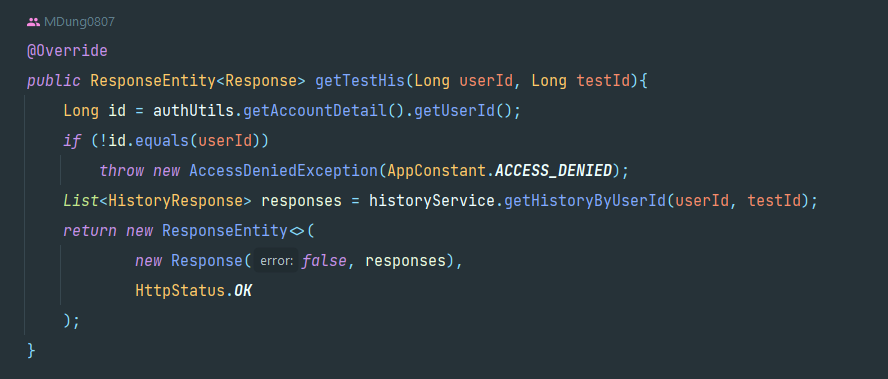 MDung0807
@Override
public ResponseEntity<Response> getTestHis(Long userId, Long testId){
Long id = authUtils.getAccountDetail().getUserId();
if (!id.equals(userId))
throw new AccessDeniedException(AppConstant.ACCESS_DENIED);
List<HistoryResponse> responses = historyService.getHistoryByUserId(userId, testId);
return new ResponseEntity<>(
new Response( error: false, responses),
HttpStatus.OK
);
}